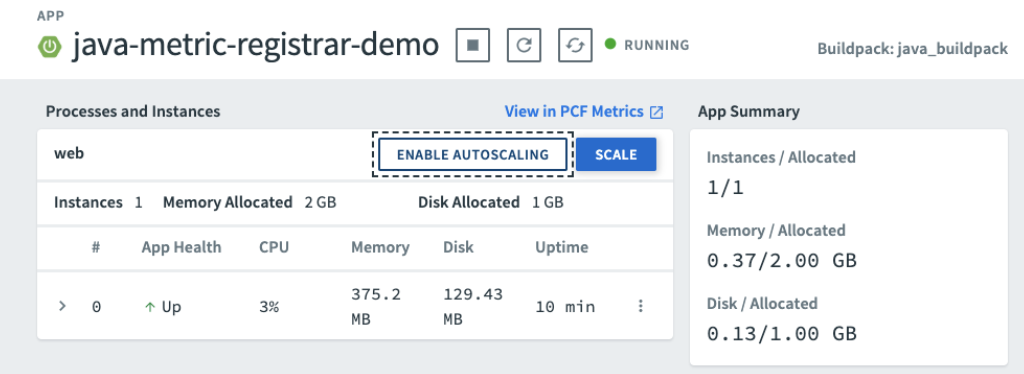 APP
java-metric-registrar-demo
RUNNING
Buildpack: java_buildpack
Processes and Instances
View in PCF Metrics
web
ENABLE AUTOSCALING
SCALE
Instances 1 Memory Allocated 2 GB Disk Allocated 1 GB
# App Health CPU Memory Disk Uptime
0 Up 3% 375.2 MB 129.43 MB 10 min
App Summary
Instances / Allocated
1/1
Memory / Allocated
0.37/2.00 GB
Disk / Allocated
0.13/1.00 GB